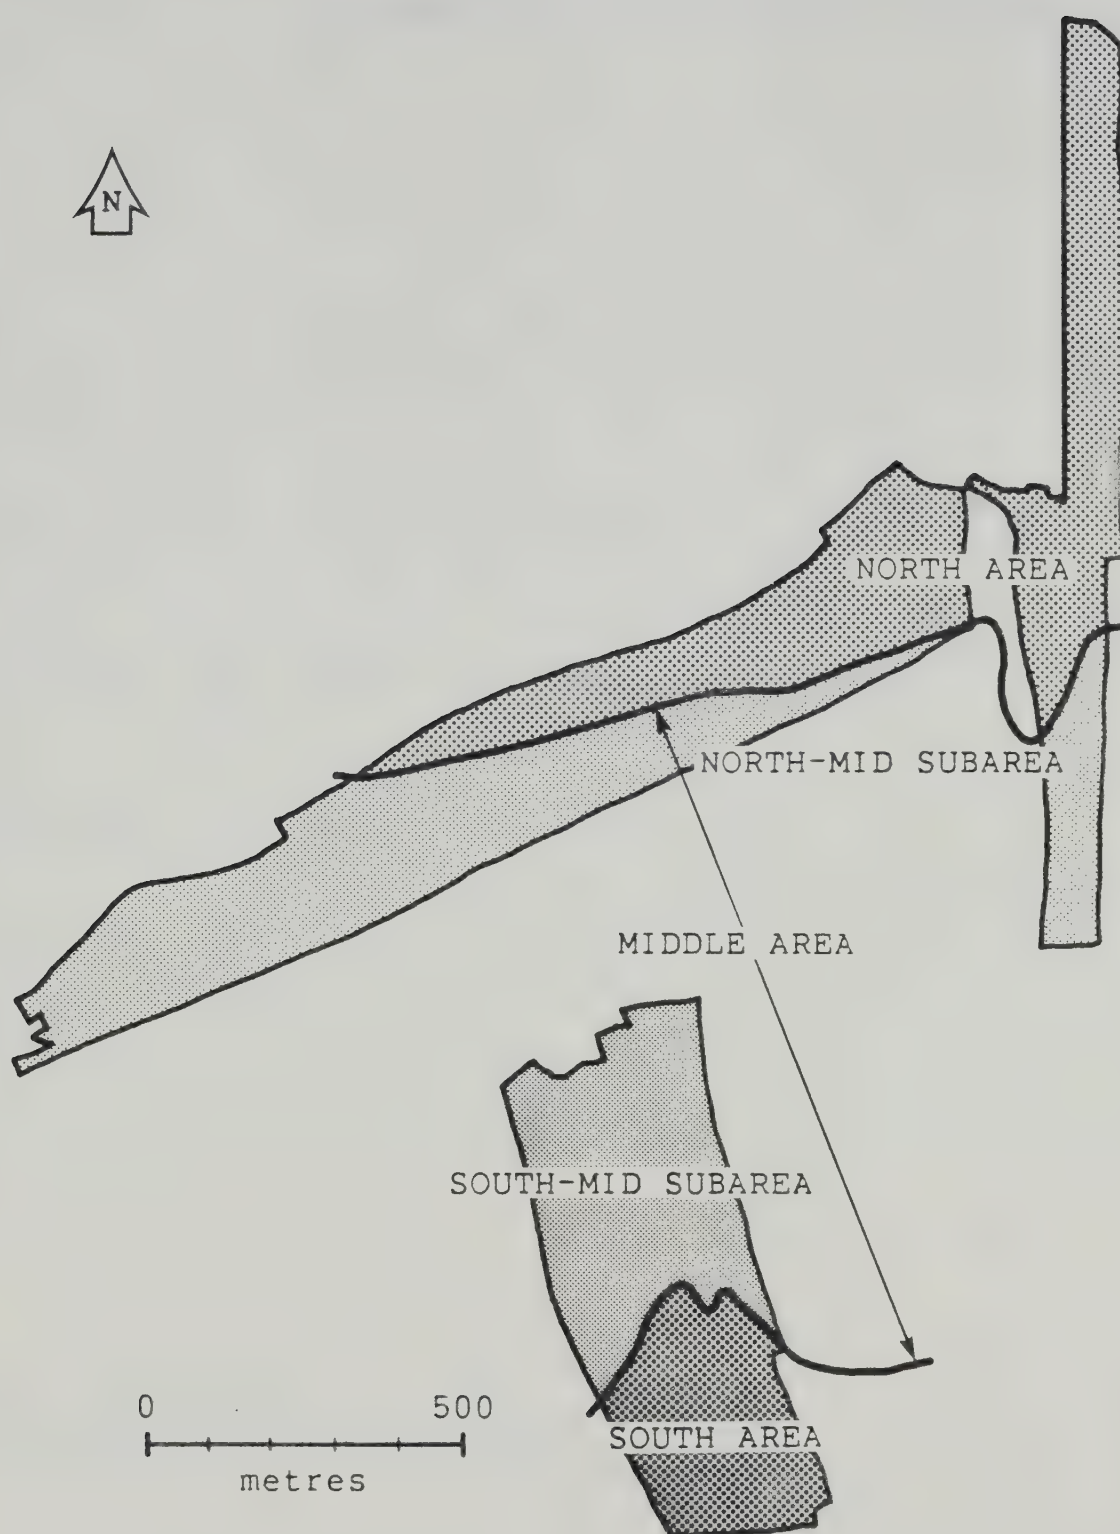 N
NORTH AREA
NORTH-MID SUBAREA
MIDDLE AREA
SOUTH-MID SUBAREA
0 500
SOUTH AREA
metres